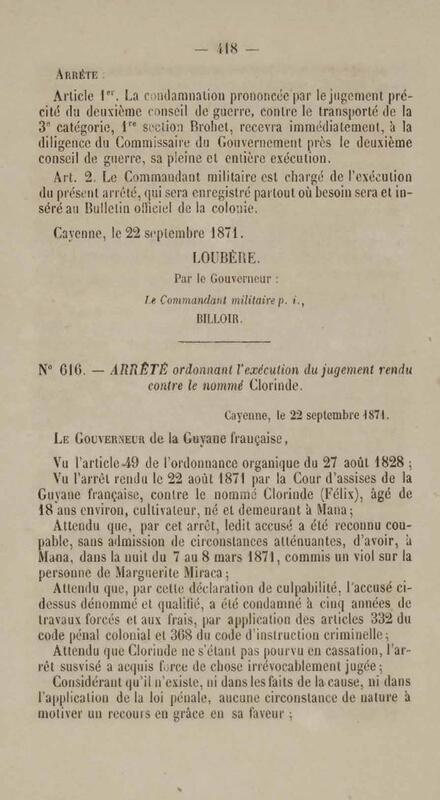 — 418 —
ARRÊTE :
Article 1er. La condamnation prononcée par le jugement pré-
cité du deuxième conseil de guerre, contre le transporté de la
3e catégorie, 1re section Brohet, recevra immédiatement, à la
diligence du Commissaire du Gouvernement près le deuxième
conseil de guerre, sa pleine et entière exécution.
Art. 2. Le Commandant militaire est chargé de l'exécution
du présent arrêté, qui sera enregistré partout où besoin sera et in-
séré au Bulletin officiel de la colonie.
Cayenne, le 22 septembre 1871.
LOUBÈRE.
Par le Gouverneur :
Le Commandant militaire p. i.,
BILLOIR.
N° 616. — ARRÊTÉ ordonnant l'exécution du jugement rendu
contre le nommé Clorinde.
Cayenne, le 22 septembre 1871.
LE GOUVERNEUR de la Guyane française,
Vu l'article 49 de l'ordonnance organique du 27 août 1828 ;
Vu l'arrêt rendu le 22 août 1871 par la Cour d'assises de la
Guyane française, contre le nommé Clorinde (Félix), âgé de
18 ans environ, cultivateur, né et demeurant à Mana ;
Attendu que, par cet arrêt, ledit accusé a été reconnu cou-
pable, sans admission de circonstances atténuantes, d'avoir, à
Mana, dans la nuit du 7 au 8 mars 1871, commis un viol sur la
personne de Marguerite Miraca ;
Attendu que, par cette déclaration de culpabilité, l'accusé ci-
dessus dénommé et qualifié, a été condamné à cinq années de
travaux forcés et aux frais, par application des articles 332 du
code pénal colonial et 368 du code d'instruction criminelle ;
Attendu que Clorinde ne s'étant pas pourvu en cassation, l'ar-
rêt susvisé a acquis force de chose irrévocablement jugée ;
Considérant qu'il n'existe, ni dans les faits de la cause, ni dans
l'application de la loi pénale, aucune circonstance de nature à
motiver un recours en grâce en sa faveur ;